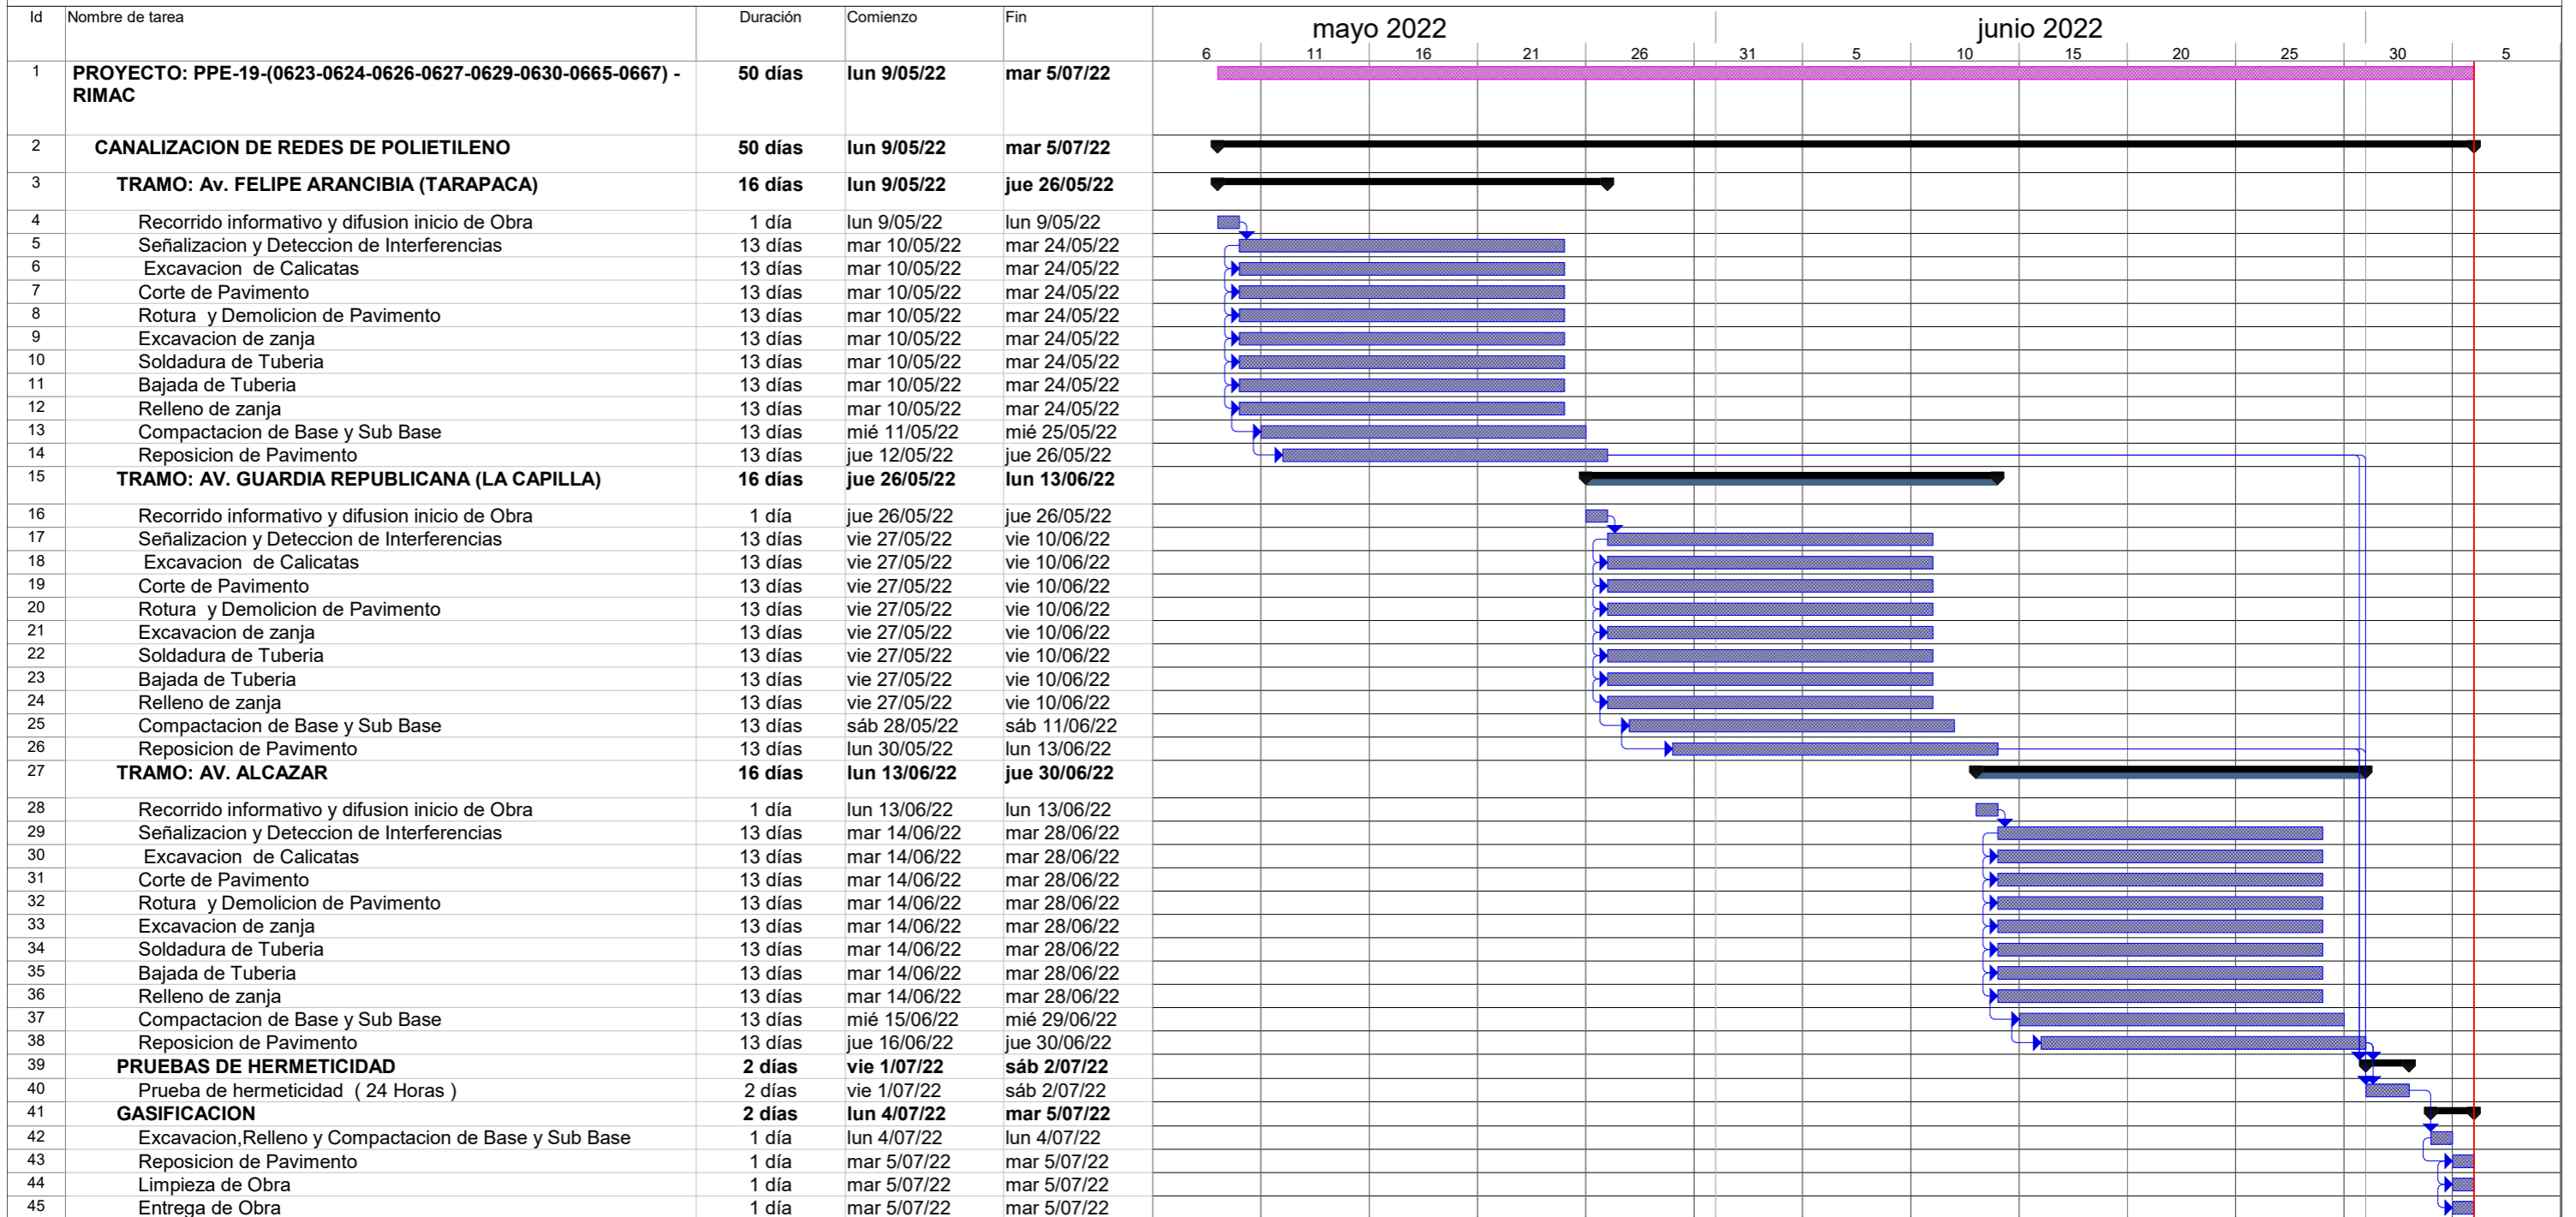 Id Nombre de tarea Duración Comienzo Fin mayo 2022 junio 2022
6 11 16 21 26 31 5 10 15 20 25 30 5
1 PROYECTO: PPE-19-(0623-0624-0626-0627-0629-0630-0665-0667) - 50 días lun 9/05/22 mar 5/07/22
RIMAC
2 CANALIZACION DE REDES DE POLIETILENO 50 días lun 9/05/22 mar 5/07/22
3 TRAMO: Av. FELIPE ARANCIBIA (TARAPACA) 16 días lun 9/05/22 jue 26/05/22
4 Recorrido informativo y difusion inicio de Obra 1 día lun 9/05/22 lun 9/05/22
5 Señalizacion y Deteccion de Interferencias 13 días mar 10/05/22 mar 24/05/22
6 Excavacion de Calicatas 13 días mar 10/05/22 mar 24/05/22
7 Corte de Pavimento 13 días mar 10/05/22 mar 24/05/22
8 Rotura y Demolicion de Pavimento 13 días mar 10/05/22 mar 24/05/22
9 Excavacion de zanja 13 días mar 10/05/22 mar 24/05/22
10 Soldadura de Tuberia 13 días mar 10/05/22 mar 24/05/22
11 Bajada de Tuberia 13 días mar 10/05/22 mar 24/05/22
12 Relleno de zanja 13 días mar 10/05/22 mar 24/05/22
13 Compactacion de Base y Sub Base 13 días mié 11/05/22 mié 25/05/22
14 Reposicion de Pavimento 13 días jue 12/05/22 jue 26/05/22
15 TRAMO: AV. GUARDIA REPUBLICANA (LA CAPILLA) 16 días jue 26/05/22 lun 13/06/22
16 Recorrido informativo y difusion inicio de Obra 1 día jue 26/05/22 jue 26/05/22
17 Señalizacion y Deteccion de Interferencias 13 días vie 27/05/22 vie 10/06/22
18 Excavacion de Calicatas 13 días vie 27/05/22 vie 10/06/22
19 Corte de Pavimento 13 días vie 27/05/22 vie 10/06/22
20 Rotura y Demolicion de Pavimento 13 días vie 27/05/22 vie 10/06/22
21 Excavacion de zanja 13 días vie 27/05/22 vie 10/06/22
22 Soldadura de Tuberia 13 días vie 27/05/22 vie 10/06/22
23 Bajada de Tuberia 13 días vie 27/05/22 vie 10/06/22
24 Relleno de zanja 13 días vie 27/05/22 vie 10/06/22
25 Compactacion de Base y Sub Base 13 días sáb 28/05/22 sáb 11/06/22
26 Reposicion de Pavimento 13 días lun 30/05/22 lun 13/06/22
27 TRAMO: AV. ALCAZAR 16 días lun 13/06/22 jue 30/06/22
28 Recorrido informativo y difusion inicio de Obra 1 día lun 13/06/22 lun 13/06/22
29 Señalizacion y Deteccion de Interferencias 13 días mar 14/06/22 mar 28/06/22
30 Excavacion de Calicatas 13 días mar 14/06/22 mar 28/06/22
31 Corte de Pavimento 13 días mar 14/06/22 mar 28/06/22
32 Rotura y Demolicion de Pavimento 13 días mar 14/06/22 mar 28/06/22
33 Excavacion de zanja 13 días mar 14/06/22 mar 28/06/22
34 Soldadura de Tuberia 13 días mar 14/06/22 mar 28/06/22
35 Bajada de Tuberia 13 días mar 14/06/22 mar 28/06/22
36 Relleno de zanja 13 días mar 14/06/22 mar 28/06/22
37 Compactacion de Base y Sub Base 13 días mié 15/06/22 mié 29/06/22
38 Reposicion de Pavimento 13 días jue 16/06/22 jue 30/06/22
39 PRUEBAS DE HERMETICIDAD 2 días vie 1/07/22 sáb 2/07/22
40 Prueba de hermeticidad ( 24 Horas ) 2 días vie 1/07/22 sáb 2/07/22
41 GASIFICACION 2 días lun 4/07/22 mar 5/07/22
42 Excavacion,Relleno y Compactacion de Base y Sub Base 1 día lun 4/07/22 lun 4/07/22
43 Reposicion de Pavimento 1 día mar 5/07/22 mar 5/07/22
44 Limpieza de Obra 1 día mar 5/07/22 mar 5/07/22
45 Entrega de Obra 1 día mar 5/07/22 mar 5/07/22